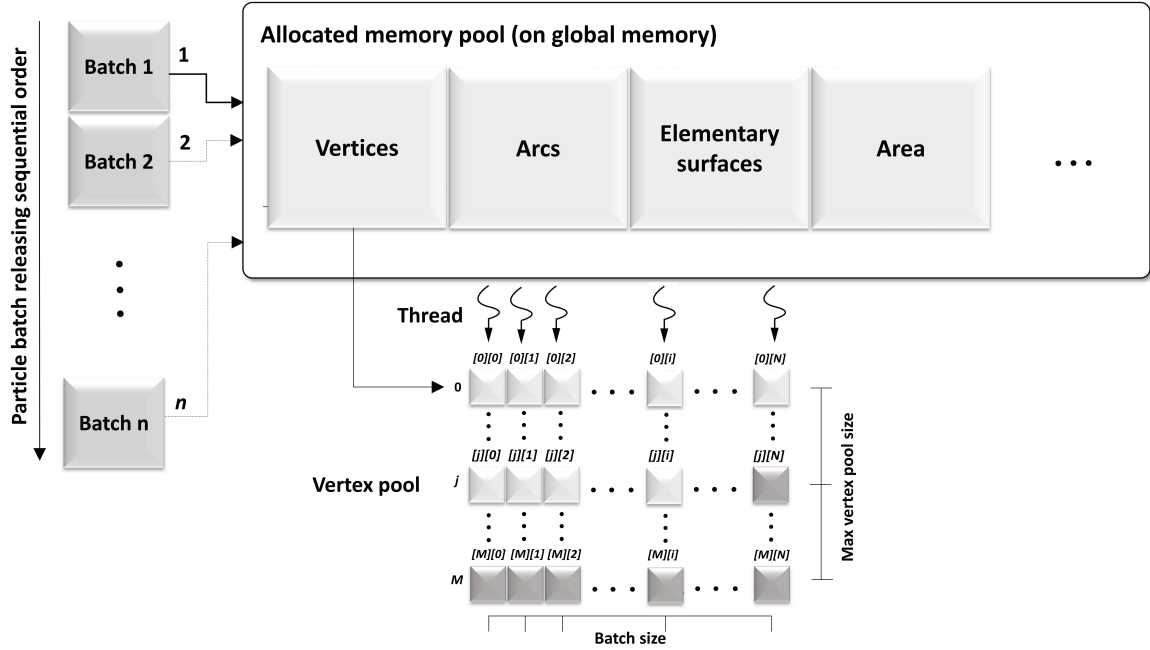 Particle batch releasing sequential order
Batch 1
1
Batch 2
2
Batch n
n
Allocated memory pool (on global memory)
Vertices
Arcs
Elementary
surfaces
Area
...
Thread
[0][0] [0][1] [0][2] [0][i] [0][N]
0
[j][0] [j][1] [j][2] [j][i] [j][N]
Vertex pool
j
[M][0] [M][1] [M][2] [M][i] [M][N]
M
Max vertex pool size
Batch size